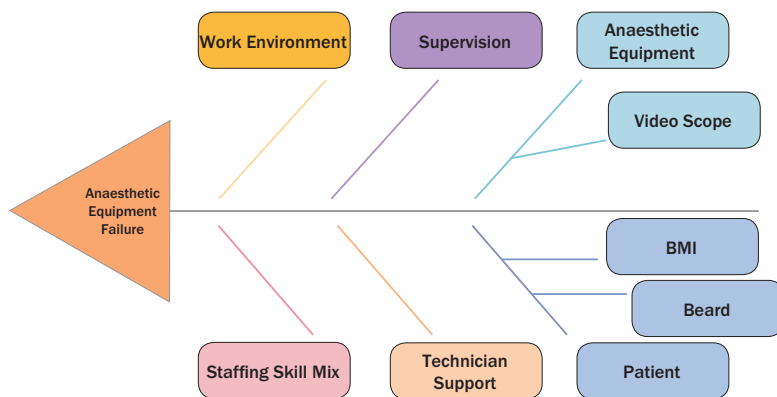 Work Environment
Supervision
Anaesthetic
Equipment
Video Scope
Anaesthetic
Equipment
Failure
BMI
Beard
Staffing Skill Mix
Technician
Support
Patient